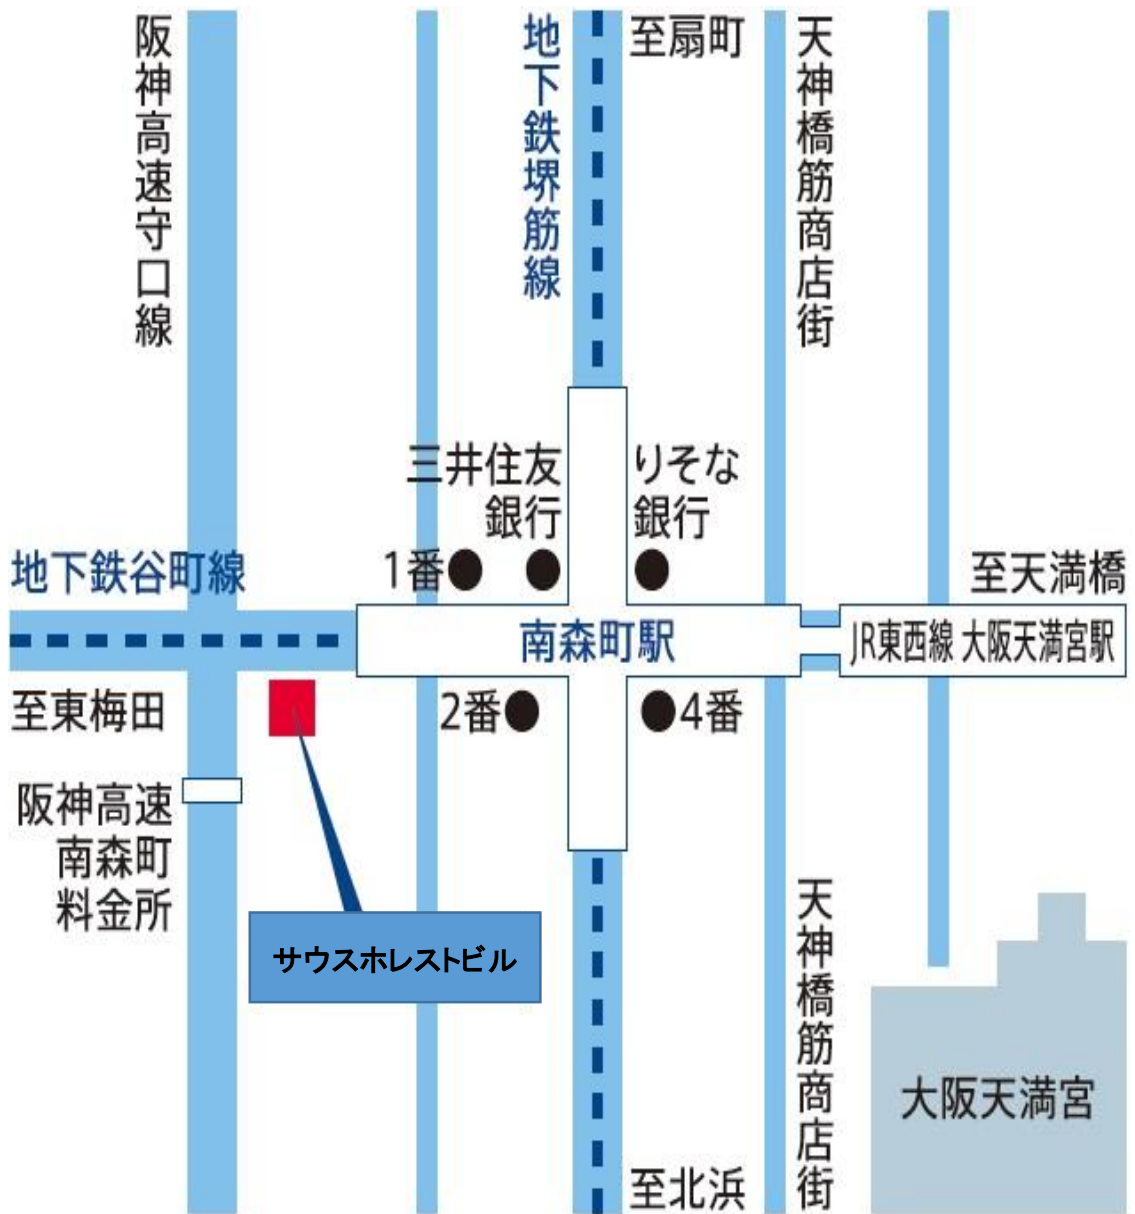 阪神高速守口線
地下鉄堺筋線
至扇町
天神橋筋商店街
三井住友
銀行
りそな
銀行
1番
地下鉄谷町線
至天満橋
南森町駅
JR東西線 大阪天満宮駅
至東梅田
2番
4番
阪神高速
南森町
料金所
サウスホレストビル
天神橋筋商店街
大阪天満宮
至北浜